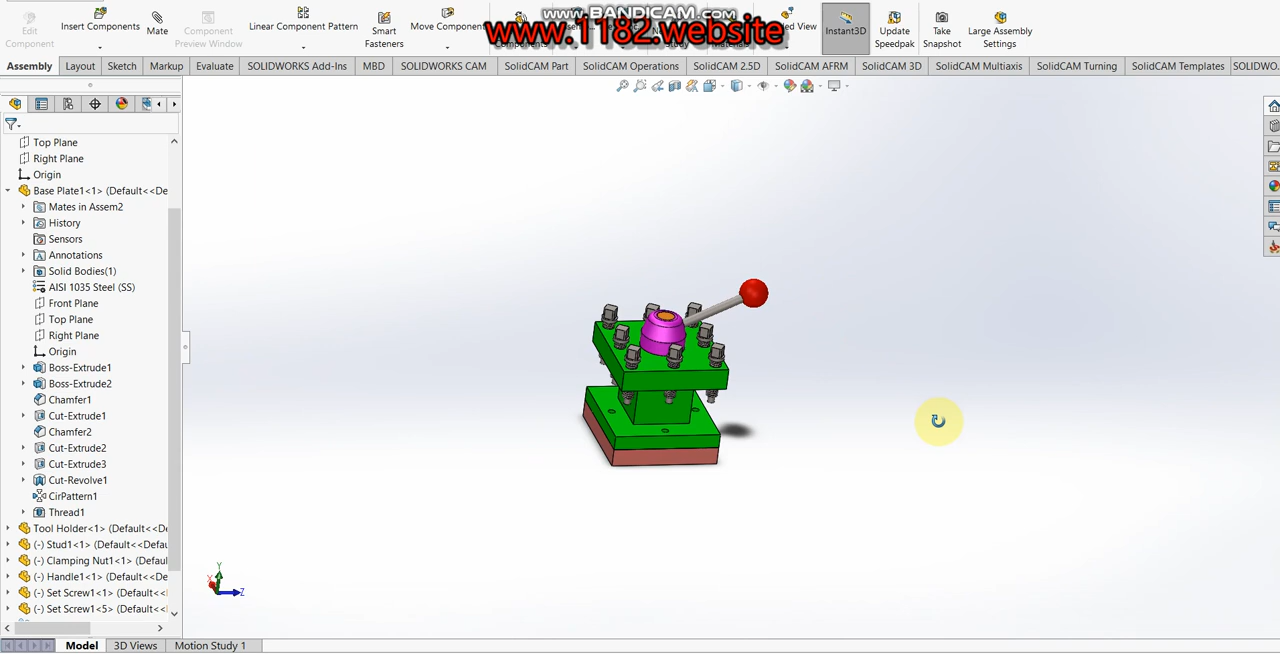 www.BANDICAM.com
www.1182.website
Edit
Component
Insert Components
Mate
Component
Preview Window
Linear Component Pattern
Smart
Fasteners
Move Components
Instant3D
Update
Speedpak
Take
Snapshot
Large Assembly
Settings
Assembly
Layout
Sketch
Markup
Evaluate
SOLIDWORKS Add-Ins
MBD
SOLIDWORKS CAM
SolidCAM Part
SolidCAM Operations
SolidCAM 2.5D
SolidCAM AFRM
SolidCAM 3D
SolidCAM Multiaxis
SolidCAM Turning
SolidCAM Templates
SOLIDWO...
Top Plane
Right Plane
Origin
Base Plate1<1> (Default<<De
Mates in Assem2
History
Sensors
Annotations
Solid Bodies(1)
AISI 1035 Steel (SS)
Front Plane
Top Plane
Right Plane
Origin
Boss-Extrude1
Boss-Extrude2
Chamfer1
Cut-Extrude1
Chamfer2
Cut-Extrude2
Cut-Extrude3
Cut-Revolve1
CirPattern1
Thread1
Tool Holder<1> (Default<<De
(-) Stud1<1> (Default<<Defau
(-) Clamping Nut1<1> (Defau
(-) Handle1<1> (Default<<De
(-) Set Screw1<1> (Default<<
(-) Set Screw1<5> (Default<<
Y
X
Z
Model
3D Views
Motion Study 1